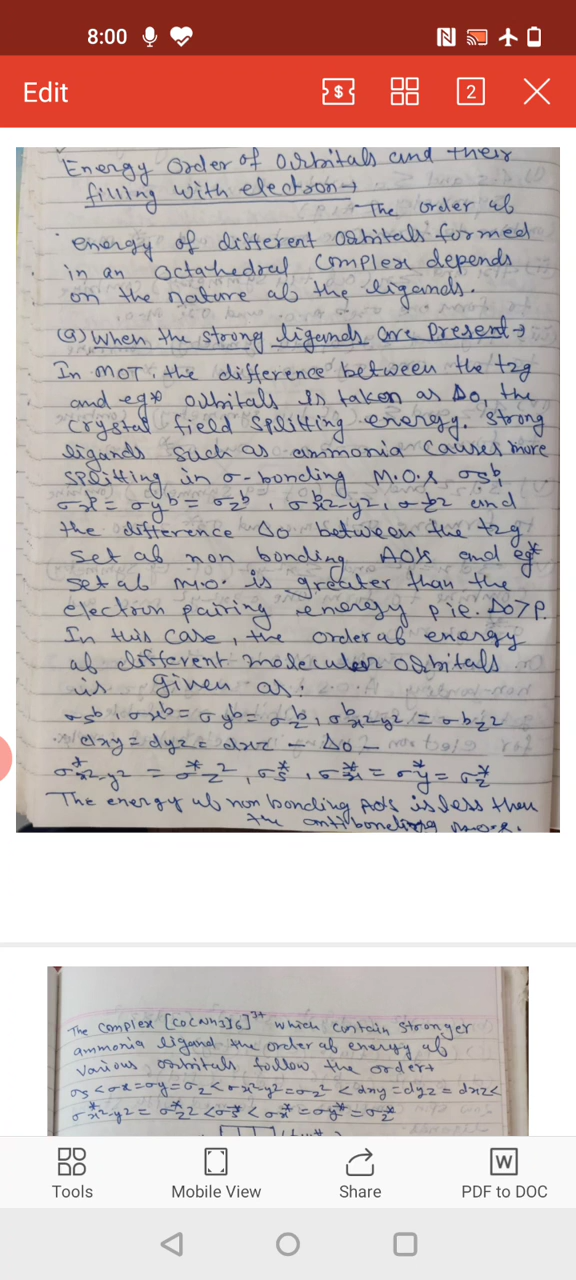 8:00
Edit
$
2
Energy Order of Orbitals and their
filling with electron→
The order of
energy of different Orbitals formed
in an Octahedral Complex depends
on the nature of the ligands.
(a) When the strong ligands are Present→
In MOT the difference between the t2g
and eg* orbitals is taken as Δo, the
crystal field splitting energy. Strong
ligands such as ammonia causes more
splitting in σ-bonding M.O.s σsᵇ,
σxᵇ = σyᵇ = σzᵇ, σᵇx²-y², σᵇz² and
the difference Δo between the t2g
set of non bonding AO's and eg*
set of M.O. is greater than the
electron pairing energy P i.e. Δo>P.
In this case, the order of energy
of different molecular orbitals
is given as:
σsᵇ, σxᵇ = σyᵇ = σzᵇ, σᵇx²-y² = σᵇz²
dxy = dyz = dxz – Δo –
σ*x²-y² = σ*z², σ*s, σ*x = σ*y = σ*z
The energy of non bonding AO's is less than
the antibonding M.O.s.
The Complex [Co(NH3)6]³⁺ which contain stronger
ammonia ligand the order of energy of
various orbitals follow the order→
σs<σx=σy=σz<σx²-y²=σz²<dxy=dyz=dxz<
σ*x²-y² = σ*z²<σ*s<σ*x=σ*y=σ*z
Tools
Mobile View
Share
W
PDF to DOC